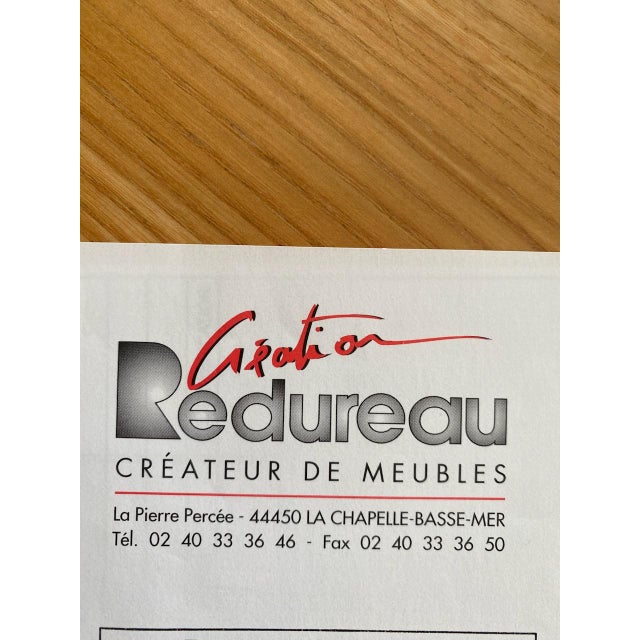 Création
Redureau
CRÉATEUR DE MEUBLES
La Pierre Percée - 44450 LA CHAPELLE-BASSE-MER
Tél. 02 40 33 36 46 - Fax 02 40 33 36 50